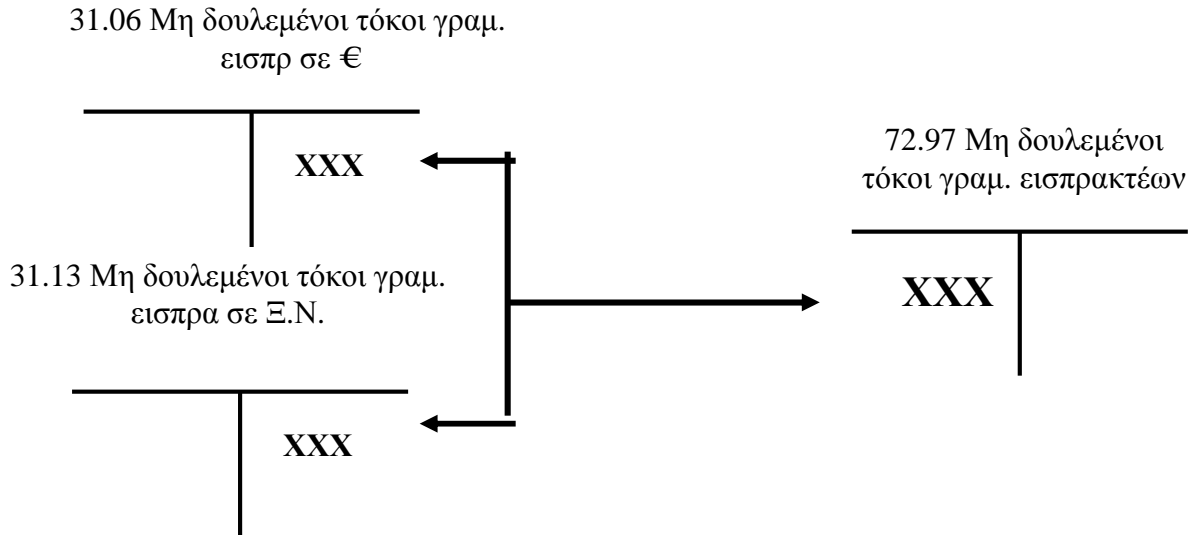 31.06 Μη δουλεμένοι τόκοι γραμ.
εισπρ σε €
XXX
31.13 Μη δουλεμένοι τόκοι γραμ.
εισπρα σε Ξ.Ν.
XXX
72.97 Μη δουλεμένοι
τόκοι γραμ. εισπρακτέων
XXX